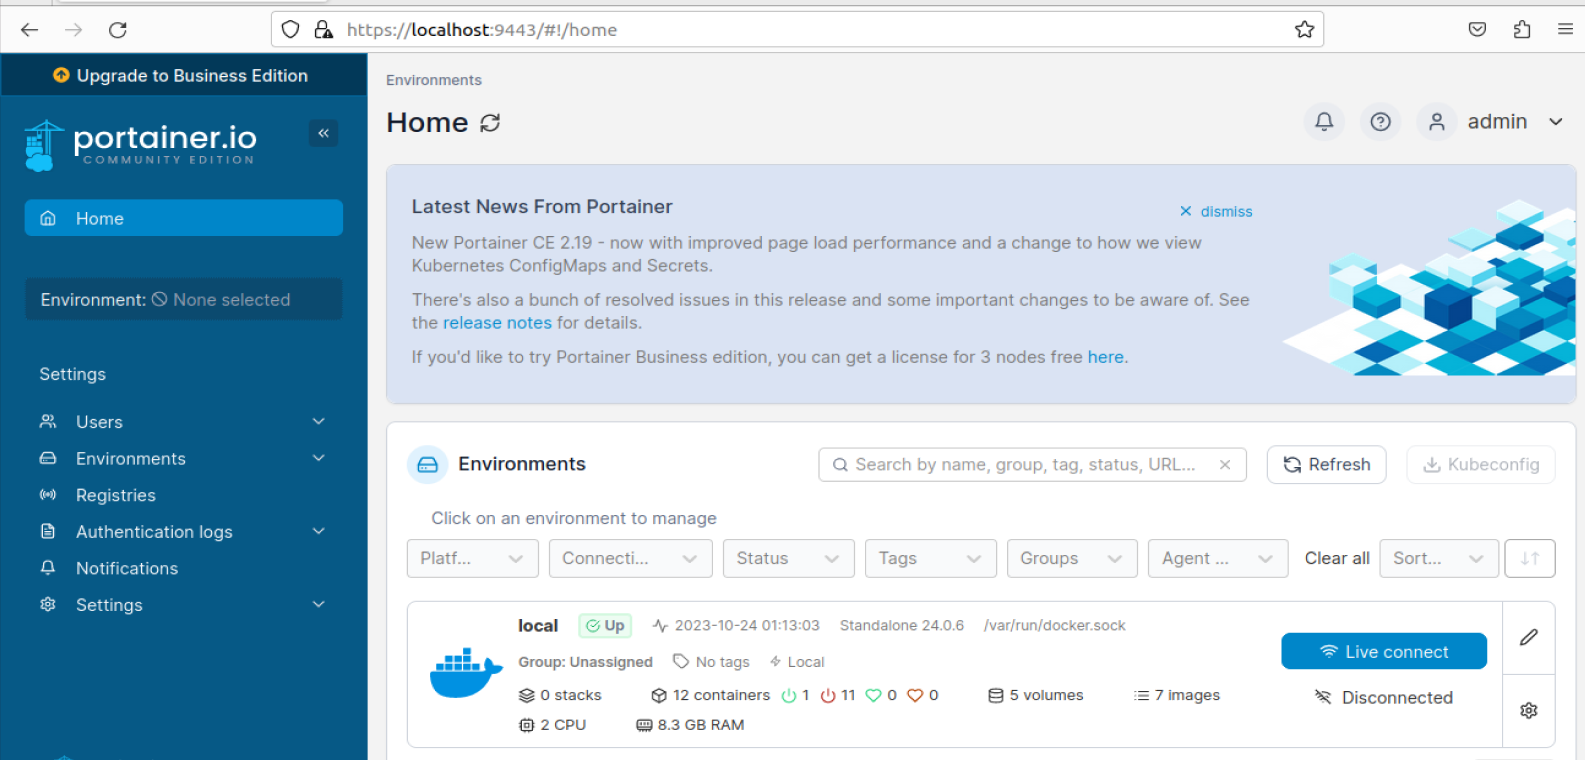 https://localhost:9443/#!/home
Upgrade to Business Edition
portainer.io
COMMUNITY EDITION
Home
Environment: None selected
Settings
Users
Environments
Registries
Authentication logs
Notifications
Settings
Environments
Home
admin
Latest News From Portainer
dismiss
New Portainer CE 2.19 - now with improved page load performance and a change to how we view
Kubernetes ConfigMaps and Secrets.
There's also a bunch of resolved issues in this release and some important changes to be aware of. See
the release notes for details.
If you'd like to try Portainer Business edition, you can get a license for 3 nodes free here.
Environments
Search by name, group, tag, status, URL...
Refresh
Kubeconfig
Click on an environment to manage
Platf... Connecti... Status Tags Groups Agent ... Clear all Sort...
local Up 2023-10-24 01:13:03 Standalone 24.0.6 /var/run/docker.sock
Group: Unassigned No tags Local
0 stacks 12 containers 1 11 0 0 5 volumes 7 images
2 CPU 8.3 GB RAM
Live connect
Disconnected